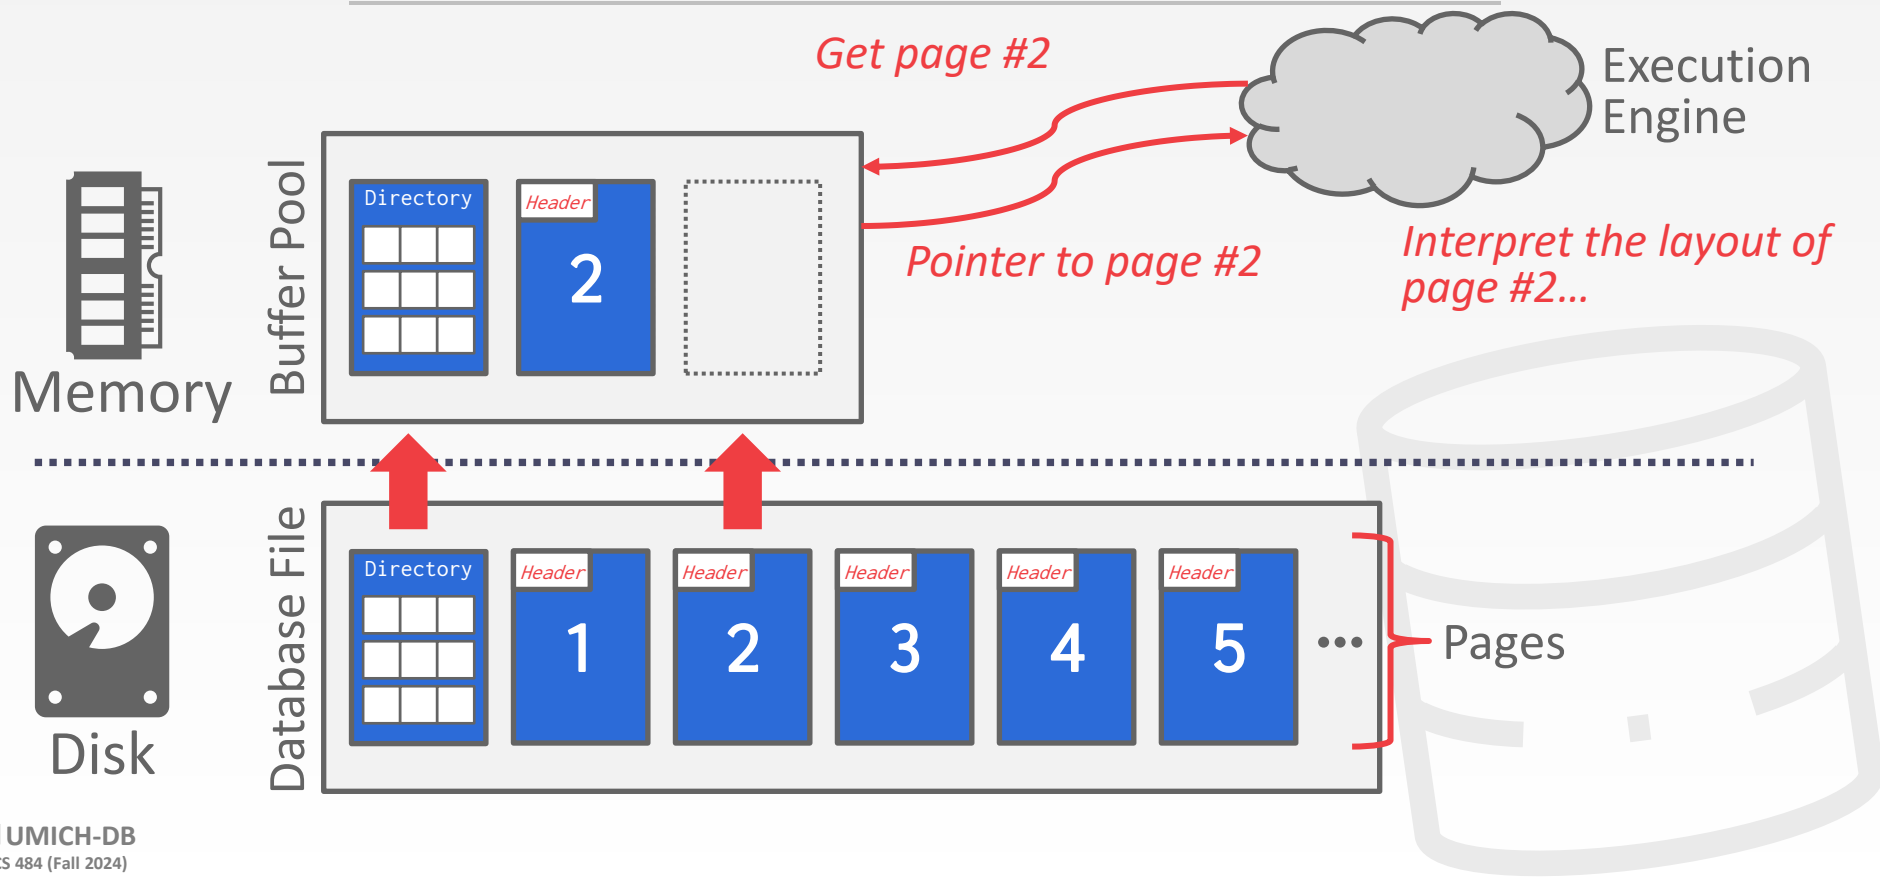 Get page #2
Execution
Engine
Buffer Pool
Directory
Header
2
Pointer to page #2
Interpret the layout of
page #2...
Memory
Database File
Directory
Header
1
Header
2
Header
3
Header
4
Header
5
...
Pages
Disk
UMICH-DB
CS 484 (Fall 2024)